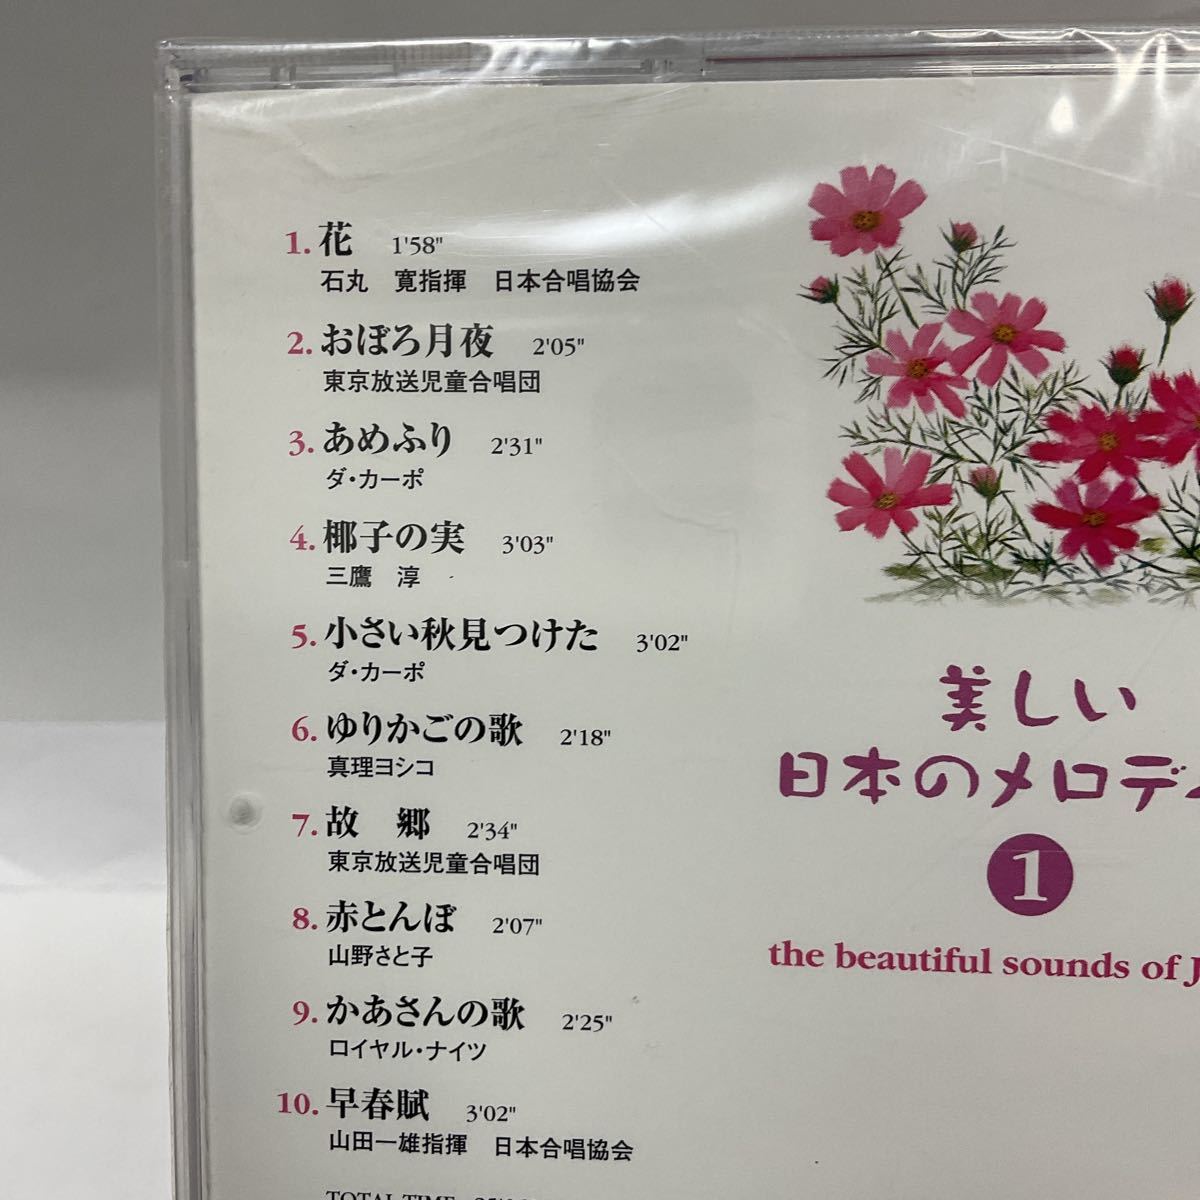 1. 花 1'58"
石丸 寛指揮 日本合唱協会
2. おぼろ月夜 2'05"
東京放送児童合唱団
3. あめふり 2'31"
ダ・カーポ
4. 椰子の実 3'03"
三鷹 淳
5. 小さい秋見つけた 3'02"
ダ・カーポ
6. ゆりかごの歌 2'18"
真理ヨシコ
7. 故 郷 2'34"
東京放送児童合唱団
8. 赤とんぼ 2'07"
山野さと子
9. かあさんの歌 2'25"
ロイヤル・ナイツ
10. 早春賦 3'02"
山田一雄指揮 日本合唱協会
TOTAL TIME
美しい
日本のメロデ
1
the beautiful sounds of